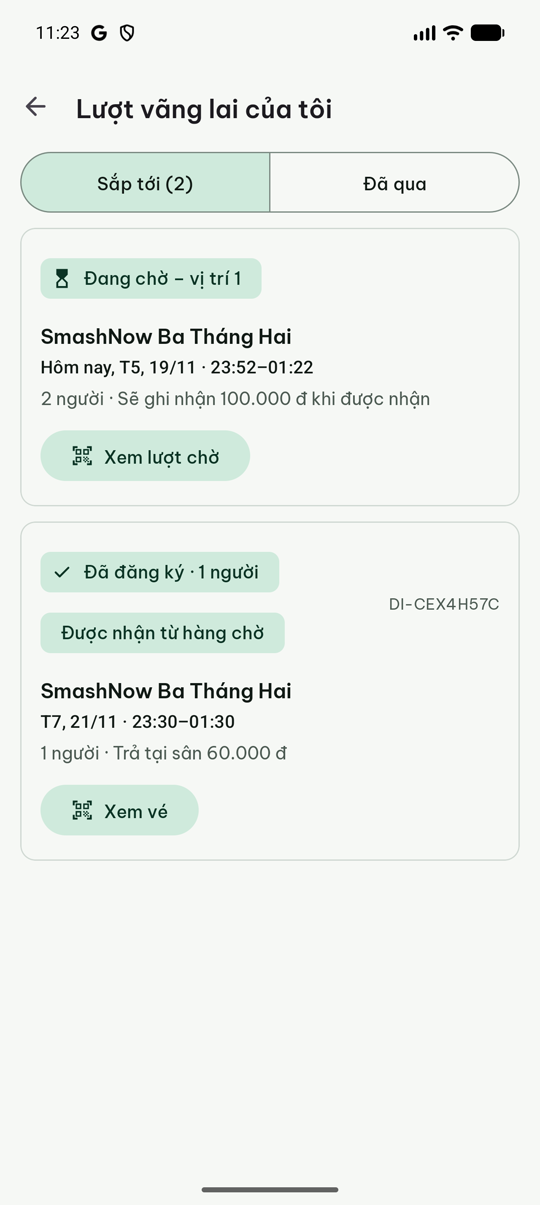 11:23
Lượt vãng lai của tôi
Sắp tới (2)
Đã qua
Đang chờ – vị trí 1
SmashNow Ba Tháng Hai
Hôm nay, T5, 19/11 · 23:52–01:22
2 người · Sẽ ghi nhận 100.000 đ khi được nhận
Xem lượt chờ
Đã đăng ký · 1 người
DI-CEX4H57C
Được nhận từ hàng chờ
SmashNow Ba Tháng Hai
T7, 21/11 · 23:30–01:30
1 người · Trả tại sân 60.000 đ
Xem vé